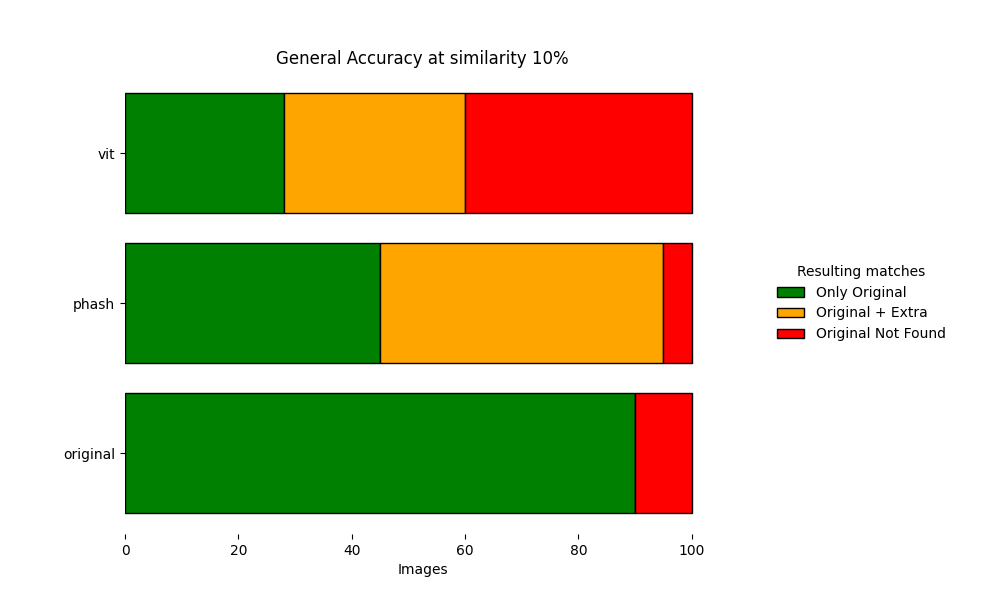 General Accuracy at similarity 10%
vit
phash
original
0 20 40 60 80 100
Images
Resulting matches
Only Original
Original + Extra
Original Not Found